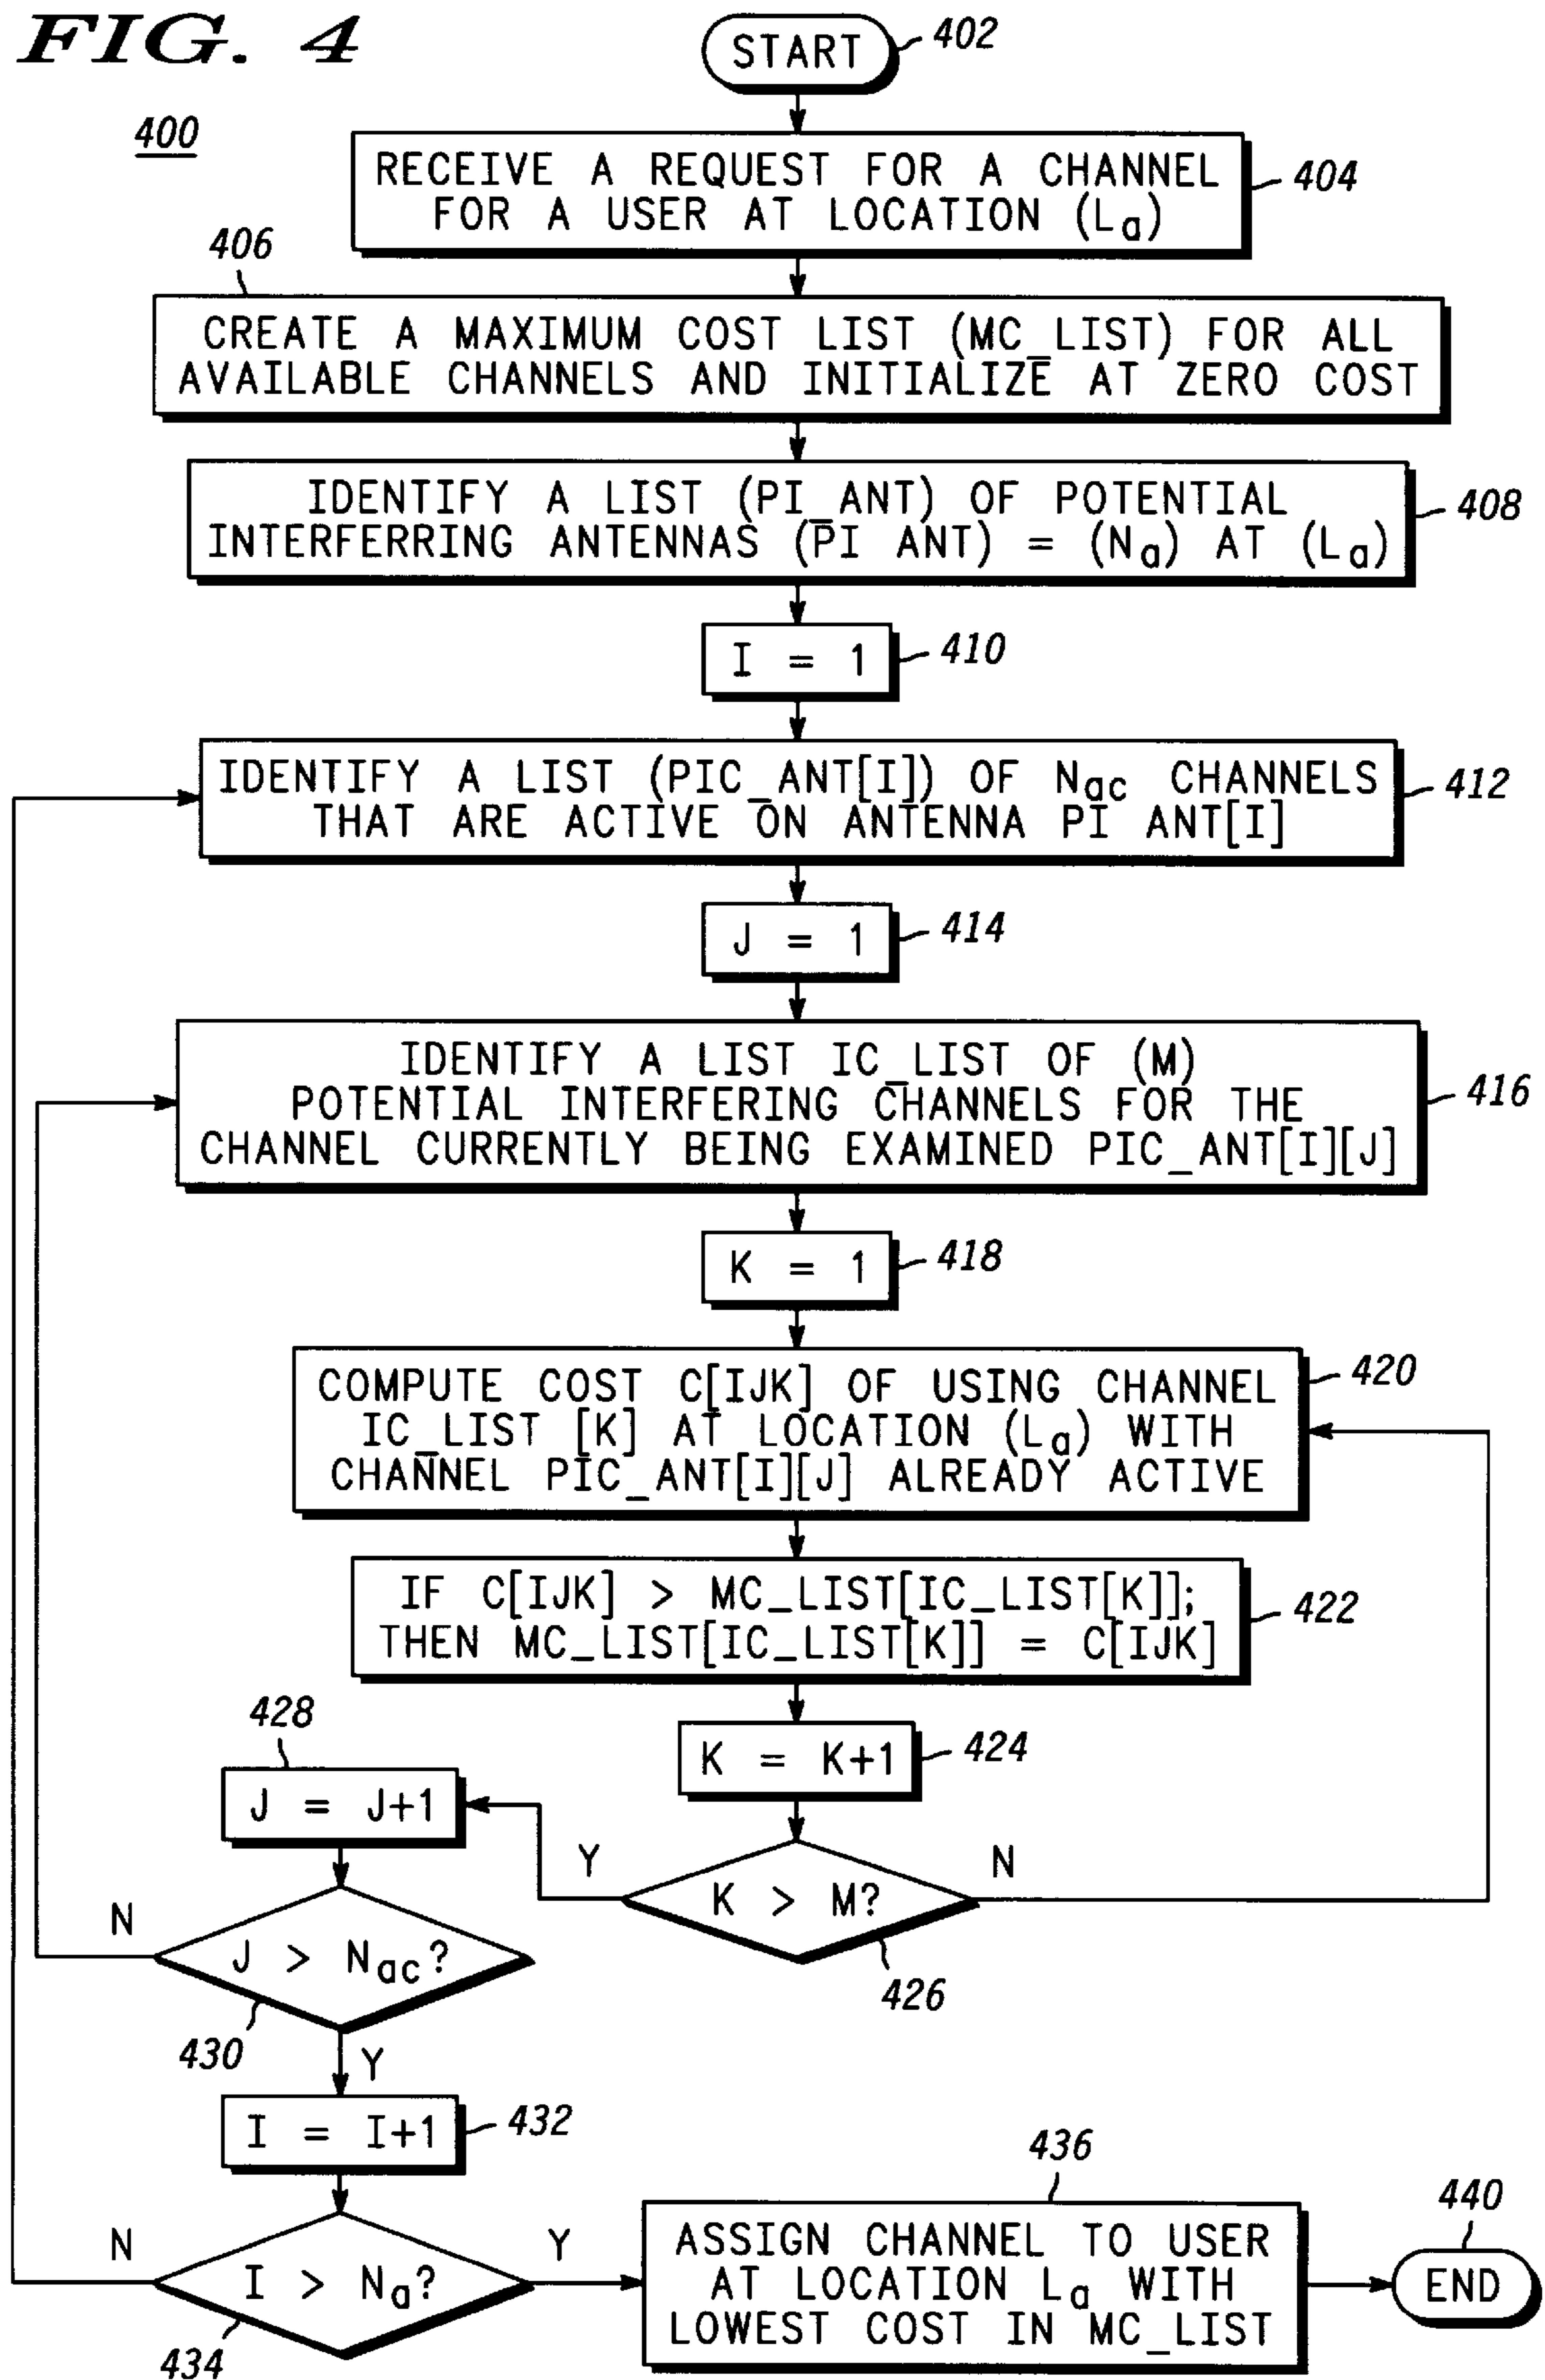 FIG. 4
400
START
402
RECEIVE A REQUEST FOR A CHANNEL
FOR A USER AT LOCATION (La)
404
406
CREATE A MAXIMUM COST LIST (MC_LIST) FOR ALL
AVAILABLE CHANNELS AND INITIALIZE AT ZERO COST
IDENTIFY A LIST (PI_ANT) OF POTENTIAL
INTERFERRING ANTENNAS (PI ANT) = (Na) AT (La)
408
I = 1
410
IDENTIFY A LIST (PIC_ANT[I]) OF Nac CHANNELS
THAT ARE ACTIVE ON ANTENNA PI ANT[I]
412
J = 1
414
IDENTIFY A LIST IC_LIST OF (M)
POTENTIAL INTERFERING CHANNELS FOR THE
CHANNEL CURRENTLY BEING EXAMINED PIC_ANT[I][J]
416
K = 1
418
COMPUTE COST C[IJK] OF USING CHANNEL
IC_LIST [K] AT LOCATION (La) WITH
CHANNEL PIC_ANT[I][J] ALREADY ACTIVE
420
IF C[IJK] > MC_LIST[IC_LIST[K]];
THEN MC_LIST[IC_LIST[K]] = C[IJK]
422
K = K+1
424
428
J = J+1
K > M?
Y
N
426
J > Nac?
N
430
Y
I = I+1
432
I > Na?
N
Y
434
436
ASSIGN CHANNEL TO USER
AT LOCATION La WITH
LOWEST COST IN MC_LIST
440
END